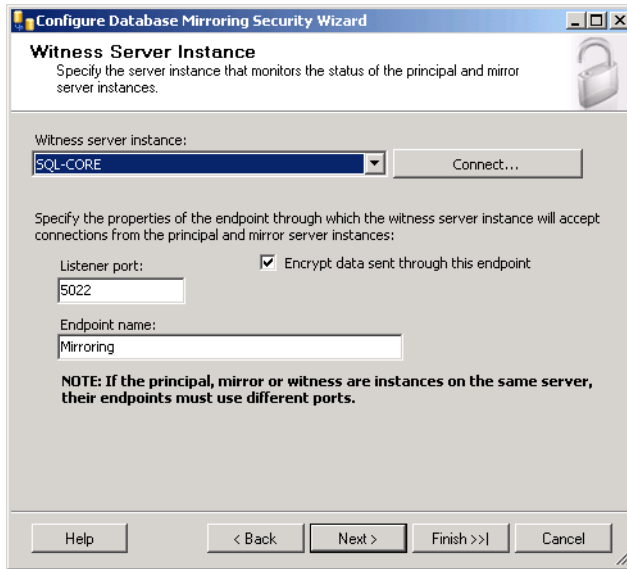 Configure Database Mirroring Security Wizard
Witness Server Instance
Specify the server instance that monitors the status of the principal and mirror
server instances.
Witness server instance:
SQL-CORE
Connect...
Specify the properties of the endpoint through which the witness server instance will accept
connections from the principal and mirror server instances:
Listener port:
Encrypt data sent through this endpoint
5022
Endpoint name:
Mirroring
NOTE: If the principal, mirror or witness are instances on the same server,
their endpoints must use different ports.
Help
< Back
Next >
Finish >>|
Cancel